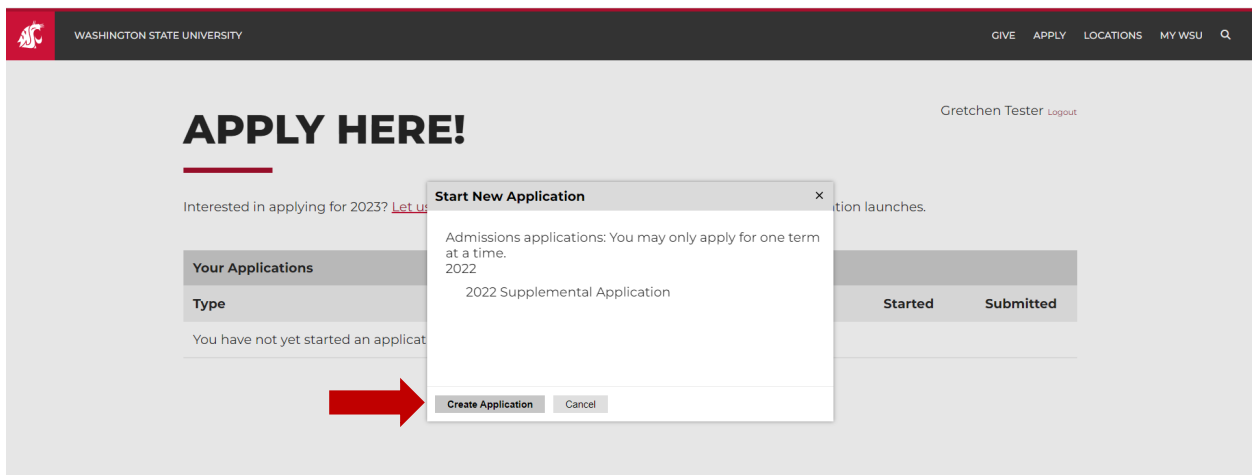 WASHINGTON STATE UNIVERSITY
GIVE APPLY LOCATIONS MY WSU
APPLY HERE!
Gretchen Tester Logout
Interested in applying for 2023? Let us
tion launches.
Start New Application ×
Admissions applications: You may only apply for one term
at a time.
2022
2022 Supplemental Application
Create Application Cancel
Your Applications
Type Started Submitted
You have not yet started an applicat